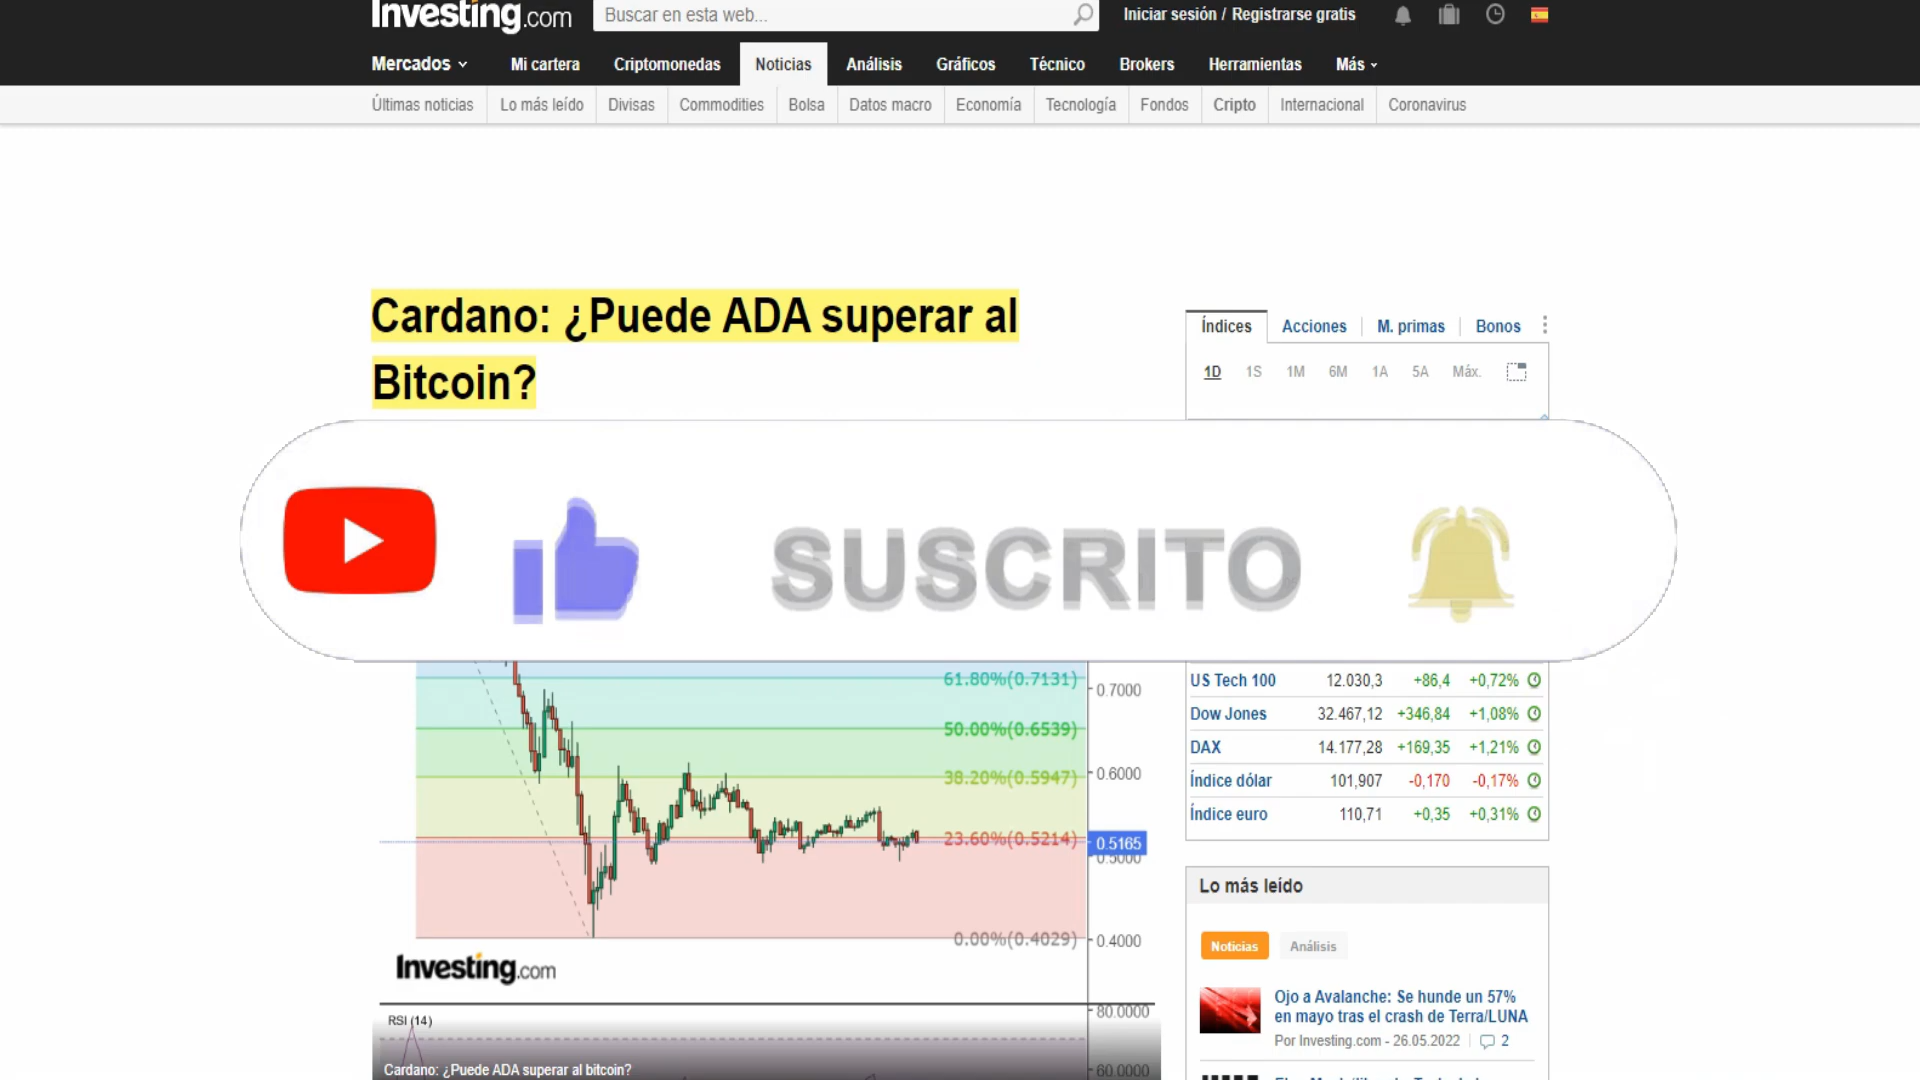 Investing.com
Buscar en esta web...
Iniciar sesión / Registrarse gratis
Mercados
Mi cartera
Criptomonedas
Noticias
Análisis
Gráficos
Técnico
Brokers
Herramientas
Más
Últimas noticias
Lo más leído
Divisas
Commodities
Bolsa
Datos macro
Economía
Tecnología
Fondos
Cripto
Internacional
Coronavirus
Cardano: ¿Puede ADA superar al
Bitcoin?
Índices
Acciones
M. primas
Bonos
1D 1S 1M 6M 1A 5A Máx.
SUSCRITO
61.80%(0.7131)
0.7000
50.00%(0.6539)
38.20%(0.5947)
0.6000
23.60%(0.5214)
0.5165
0.5000
0.00%(0.4029)
0.4000
Investing.com
RSI (14)
80.0000
60.0000
Cardano: ¿Puede ADA superar al bitcoin?
US Tech 100 12.030,3 +86,4 +0,72%
Dow Jones 32.467,12 +346,84 +1,08%
DAX 14.177,28 +169,35 +1,21%
Índice dólar 101,907 -0,170 -0,17%
Índice euro 110,71 +0,35 +0,31%
Lo más leído
Noticias
Análisis
Ojo a Avalanche: Se hunde un 57%
en mayo tras el crash de Terra/LUNA
Por Investing.com - 26.05.2022
2